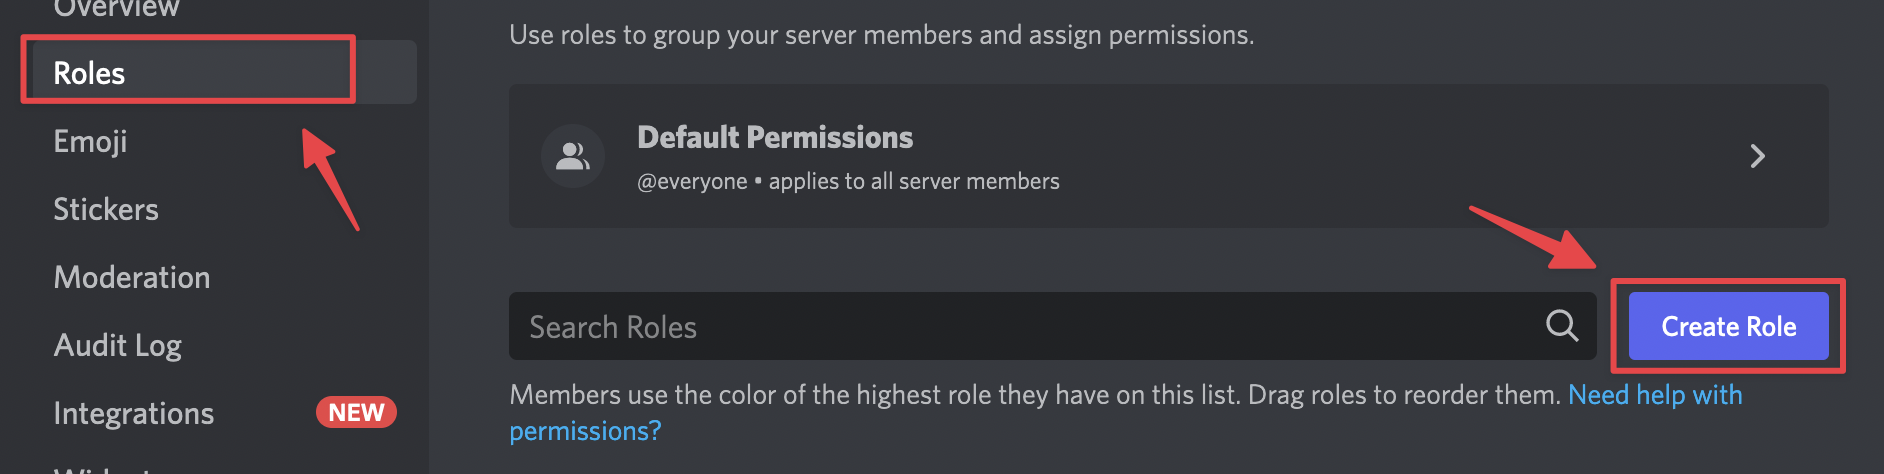 Overview
Roles
Emoji
Stickers
Moderation
Audit Log
Integrations
NEW
Use roles to group your server members and assign permissions.
Default Permissions
@everyone • applies to all server members
Search Roles
Create Role
Members use the color of the highest role they have on this list. Drag roles to reorder them. Need help with
permissions?